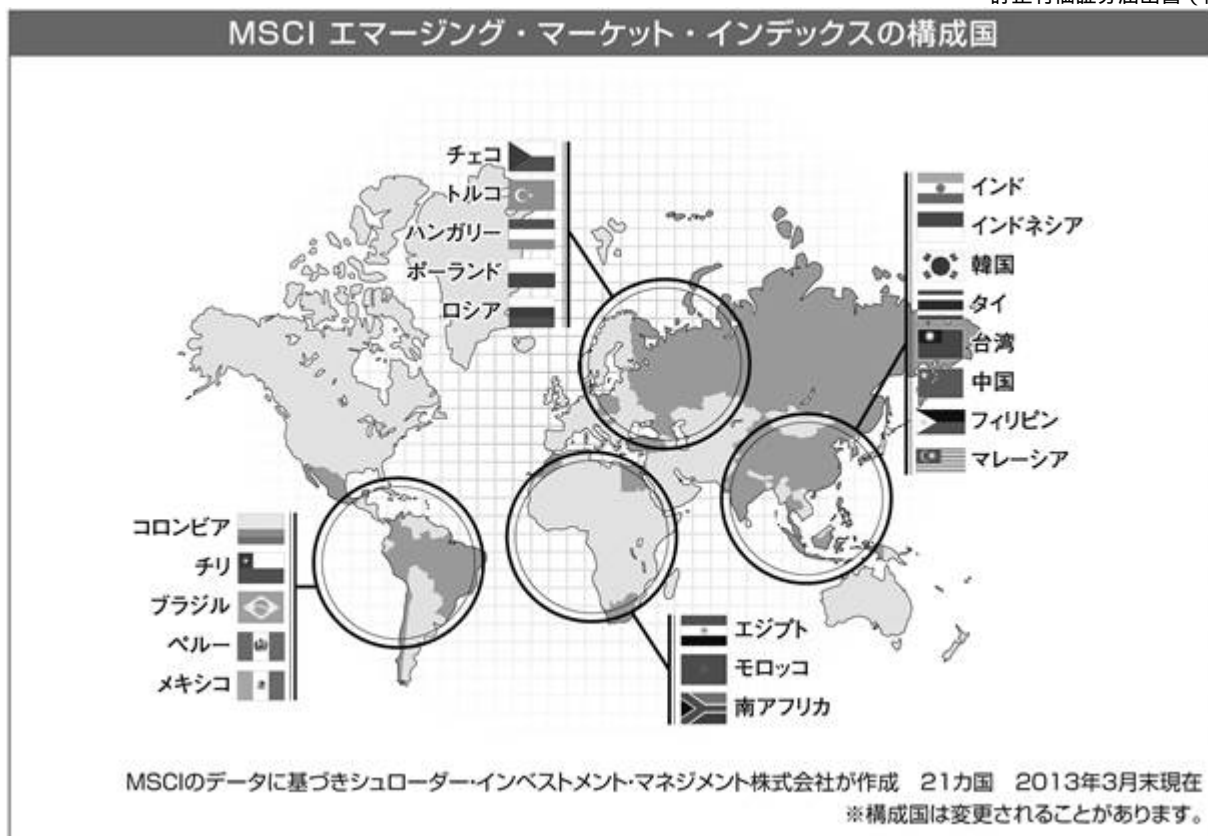 MSCI エマージング・マーケット・インデックスの構成国
チェコ
トルコ
ハンガリー
ポーランド
ロシア
インド
インドネシア
韓国
タイ
台湾
中国
フィリピン
マレーシア
コロンビア
チリ
ブラジル
ペルー
メキシコ
エジプト
モロッコ
南アフリカ
MSCIのデータに基づきシュローダー・インベストメント・マネジメント株式会社が作成 21カ国 2013年3月末現在
※構成国は変更されることがあります。